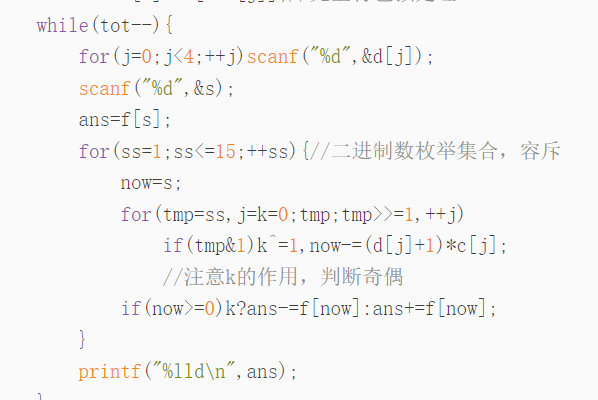 while(tot--){
for(j=0;j<4;++j)scanf("%d",&d[j]);
scanf("%d",&s);
ans=f[s];
for(ss=1;ss<=15;++ss){//二进制数枚举集合，容斥
now=s;
for(tmp=ss,j=k=0;tmp;tmp>>=1,++j)
if(tmp&1)k^=1,now-=(d[j]+1)*c[j];
//注意k的作用，判断奇偶
if(now>=0)k?ans-=f[now]:ans+=f[now];
}
printf("%lld\n",ans);